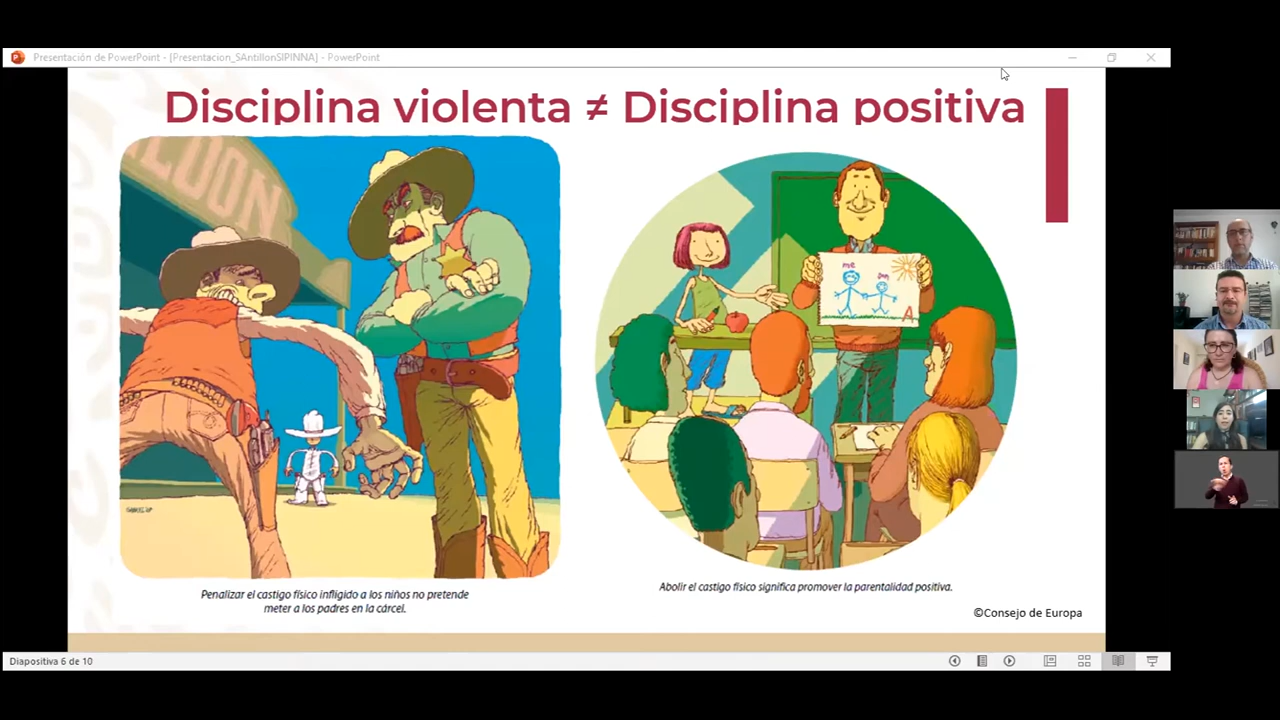 Presentación de PowerPoint - [Presentacion_SAntillonSIPINNA] - PowerPoint
Disciplina violenta ≠ Disciplina positiva
me
A
Penalizar el castigo físico infligido a los niños no pretende
meter a los padres en la cárcel.
Abolir el castigo físico significa promover la parentalidad positiva.
©Consejo de Europa
Diapositiva 6 de 10